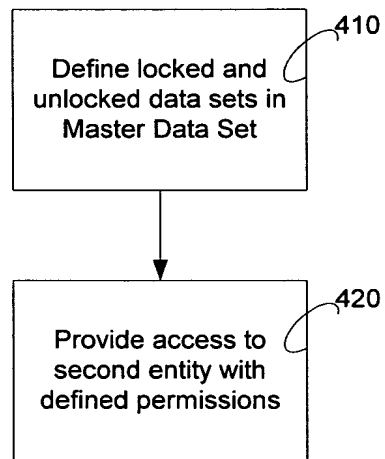 410
Define locked and
unlocked data sets in
Master Data Set
420
Provide access to
second entity with
defined permissions